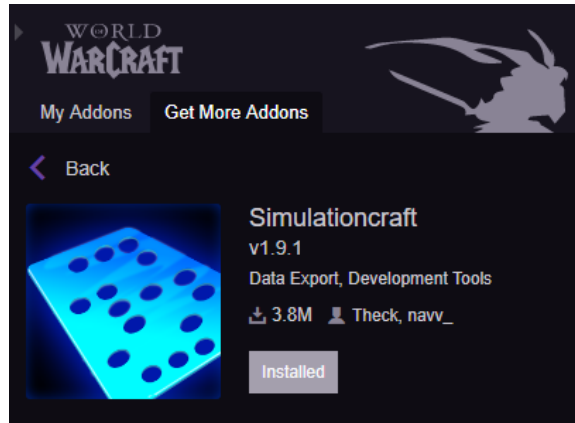 WORLD OF
WARCRAFT
My Addons Get More Addons
Back
Simulationcraft
v1.9.1
Data Export, Development Tools
3.8M Theck, navv_
Installed